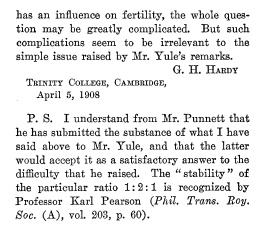 has an influence on fertility, the whole ques-
tion may be greatly complicated. But such
complications seem to be irrelevant to the
simple issue raised by Mr. Yule's remarks.
G. H. HARDY
TRINITY COLLEGE, CAMBRIDGE,
April 5, 1908
P. S. I understand from Mr. Punnett that
he has submitted the substance of what I have
said above to Mr. Yule, and that the latter
would accept it as a satisfactory answer to the
difficulty that he raised. The "stability" of
the particular ratio 1:2:1 is recognized by
Professor Karl Pearson (Phil. Trans. Roy.
Soc. (A), vol. 203, p. 60).